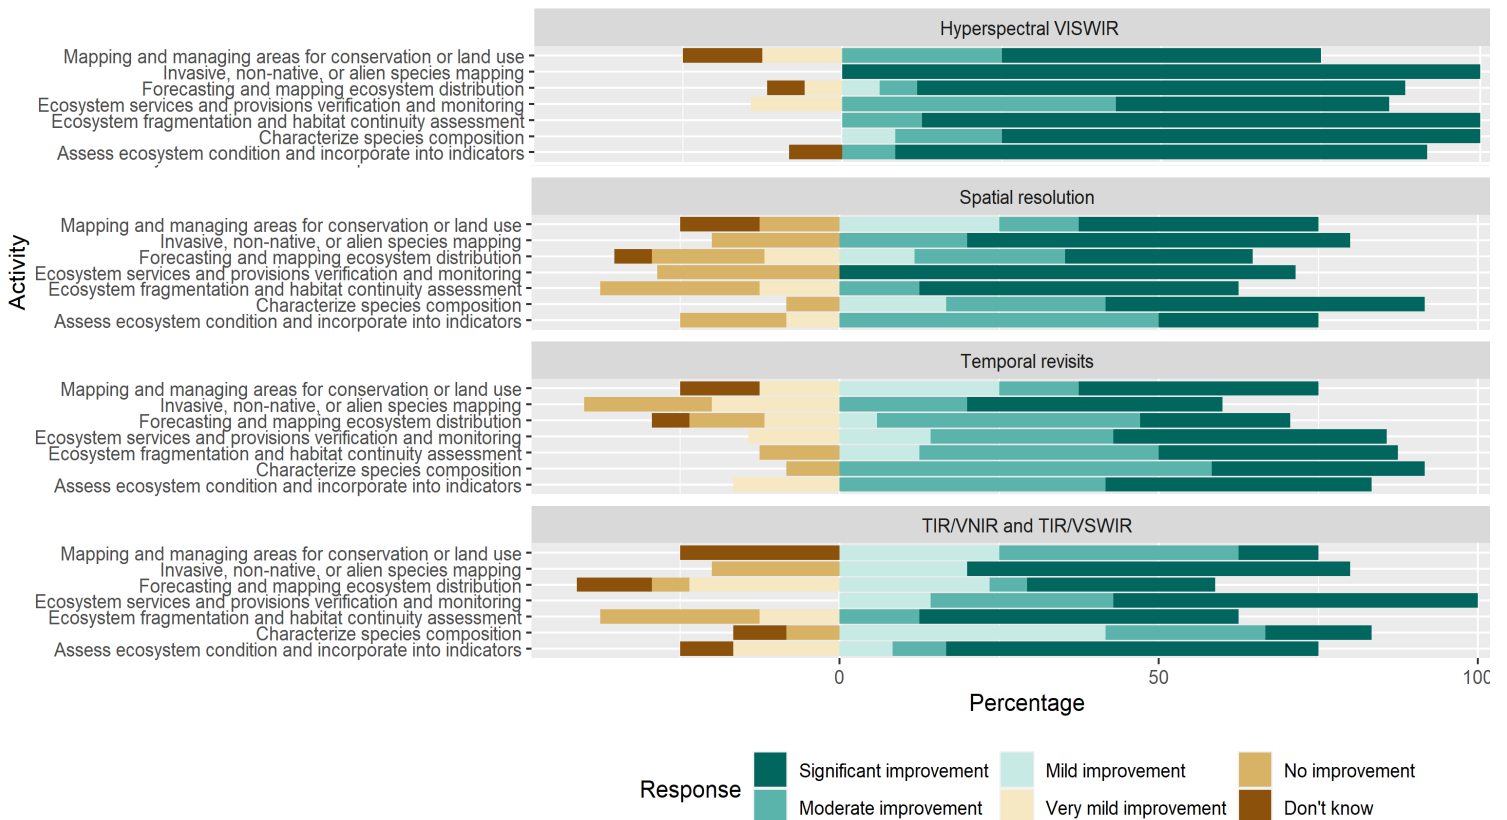 Hyperspectral VISWIR
Mapping and managing areas for conservation or land use
Invasive, non-native, or alien species mapping
Forecasting and mapping ecosystem distribution
Ecosystem services and provisions verification and monitoring
Ecosystem fragmentation and habitat continuity assessment
Characterize species composition
Assess ecosystem condition and incorporate into indicators
Spatial resolution
Mapping and managing areas for conservation or land use
Invasive, non-native, or alien species mapping
Forecasting and mapping ecosystem distribution
Ecosystem services and provisions verification and monitoring
Ecosystem fragmentation and habitat continuity assessment
Characterize species composition
Assess ecosystem condition and incorporate into indicators
Activity
Temporal revisits
Mapping and managing areas for conservation or land use
Invasive, non-native, or alien species mapping
Forecasting and mapping ecosystem distribution
Ecosystem services and provisions verification and monitoring
Ecosystem fragmentation and habitat continuity assessment
Characterize species composition
Assess ecosystem condition and incorporate into indicators
TIR/VNIR and TIR/VSWIR
Mapping and managing areas for conservation or land use
Invasive, non-native, or alien species mapping
Forecasting and mapping ecosystem distribution
Ecosystem services and provisions verification and monitoring
Ecosystem fragmentation and habitat continuity assessment
Characterize species composition
Assess ecosystem condition and incorporate into indicators
0 50 100
Percentage
Response
Significant improvement Mild improvement No improvement
Moderate improvement Very mild improvement Don't know